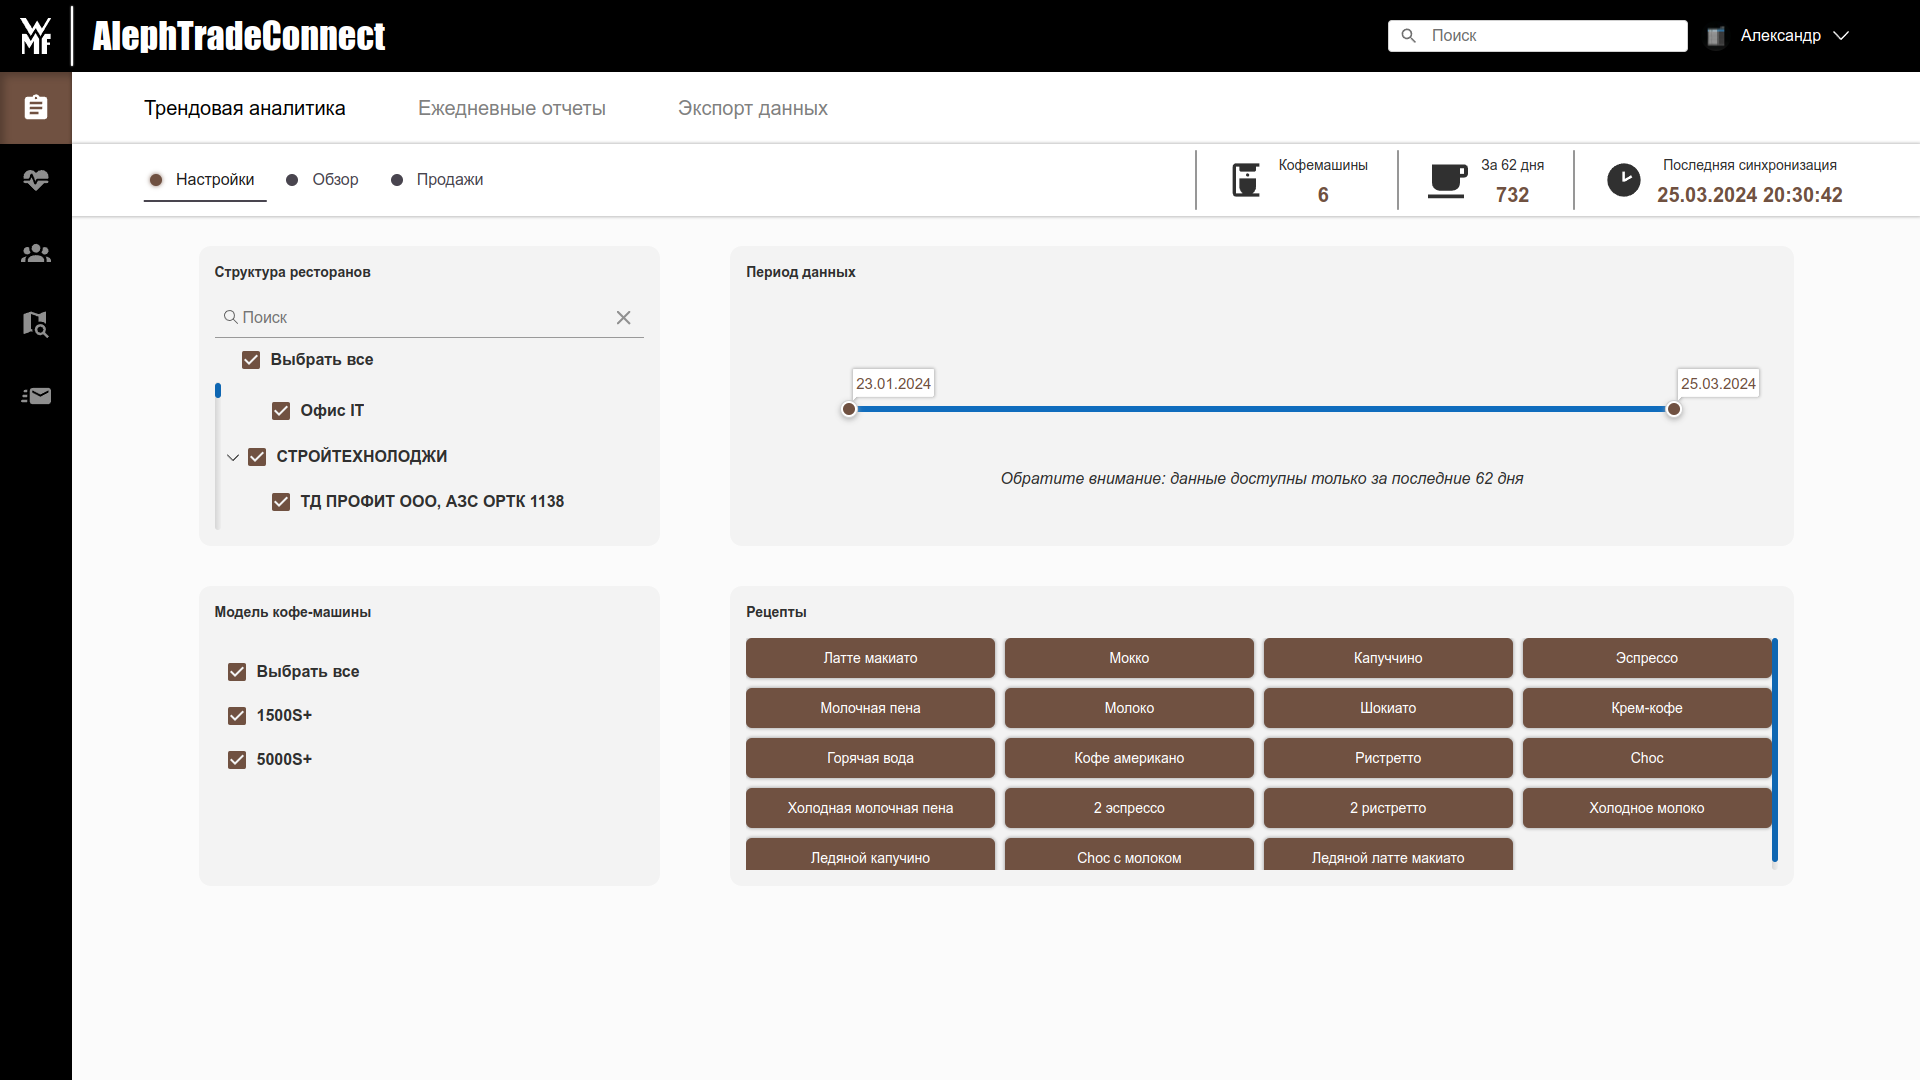 WMF
AlephTradeConnect
Поиск
Александр
Трендовая аналитика
Ежедневные отчеты
Экспорт данных
Настройки
Обзор
Продажи
Кофемашины
6
За 62 дня
732
Последняя синхронизация
25.03.2024 20:30:42
Структура ресторанов
Поиск
Выбрать все
Офис IT
СТРОЙТЕХНОЛОДЖИ
ТД ПРОФИТ ООО, АЗС ОРТК 1138
Период данных
23.01.2024
25.03.2024
Обратите внимание: данные доступны только за последние 62 дня
Модель кофе-машины
Выбрать все
1500S+
5000S+
Рецепты
Латте макиато
Мокко
Капуччино
Эспрессо
Молочная пена
Молоко
Шокиато
Крем-кофе
Горячая вода
Кофе американо
Ристретто
Choc
Холодная молочная пена
2 эспрессо
2 ристретто
Холодное молоко
Ледяной капучино
Choc с молоком
Ледяной латте макиато